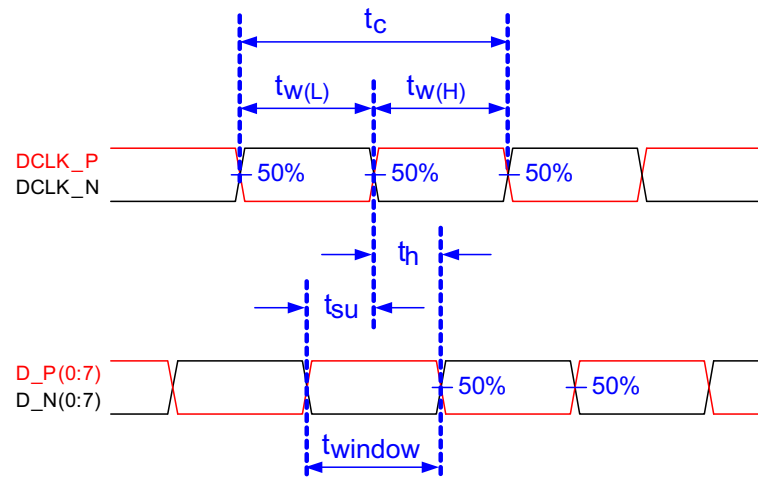 tc
tw(L) tw(H)
DCLK_P
DCLK_N
50% 50% 50%
th
tsu
D_P(0:7)
D_N(0:7)
50% 50%
twindow